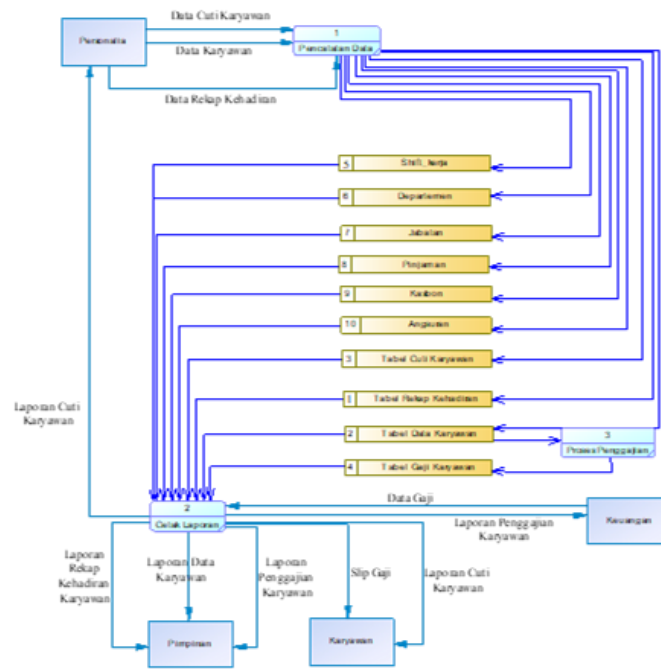 Data Cuti Karyawan
Personalia
Data Karyawan
1
Pencatatan Data
Data Rekap Kehadiran
5 Shift_kerja
6 Departemen
7 Jabatan
8 Pinjaman
9 Kasbon
10 Angsuran
3 Tabel Cuti Karyawan
1 Tabel Rekap Kehadiran
Laporan Cuti
Karyawan
2 Tabel Data Karyawan
3
Proses Penggajian
4 Tabel Gaji Karyawan
Data Gaji
2
Cetak Laporan
Keuangan
Laporan Penggajian
Karyawan
Laporan
Rekap
Kehadiran
Karyawan
Laporan Data
Karyawan
Laporan
Penggajian
Karyawan
Slip Gaji
Laporan Cuti
Karyawan
Pimpinan
Karyawan